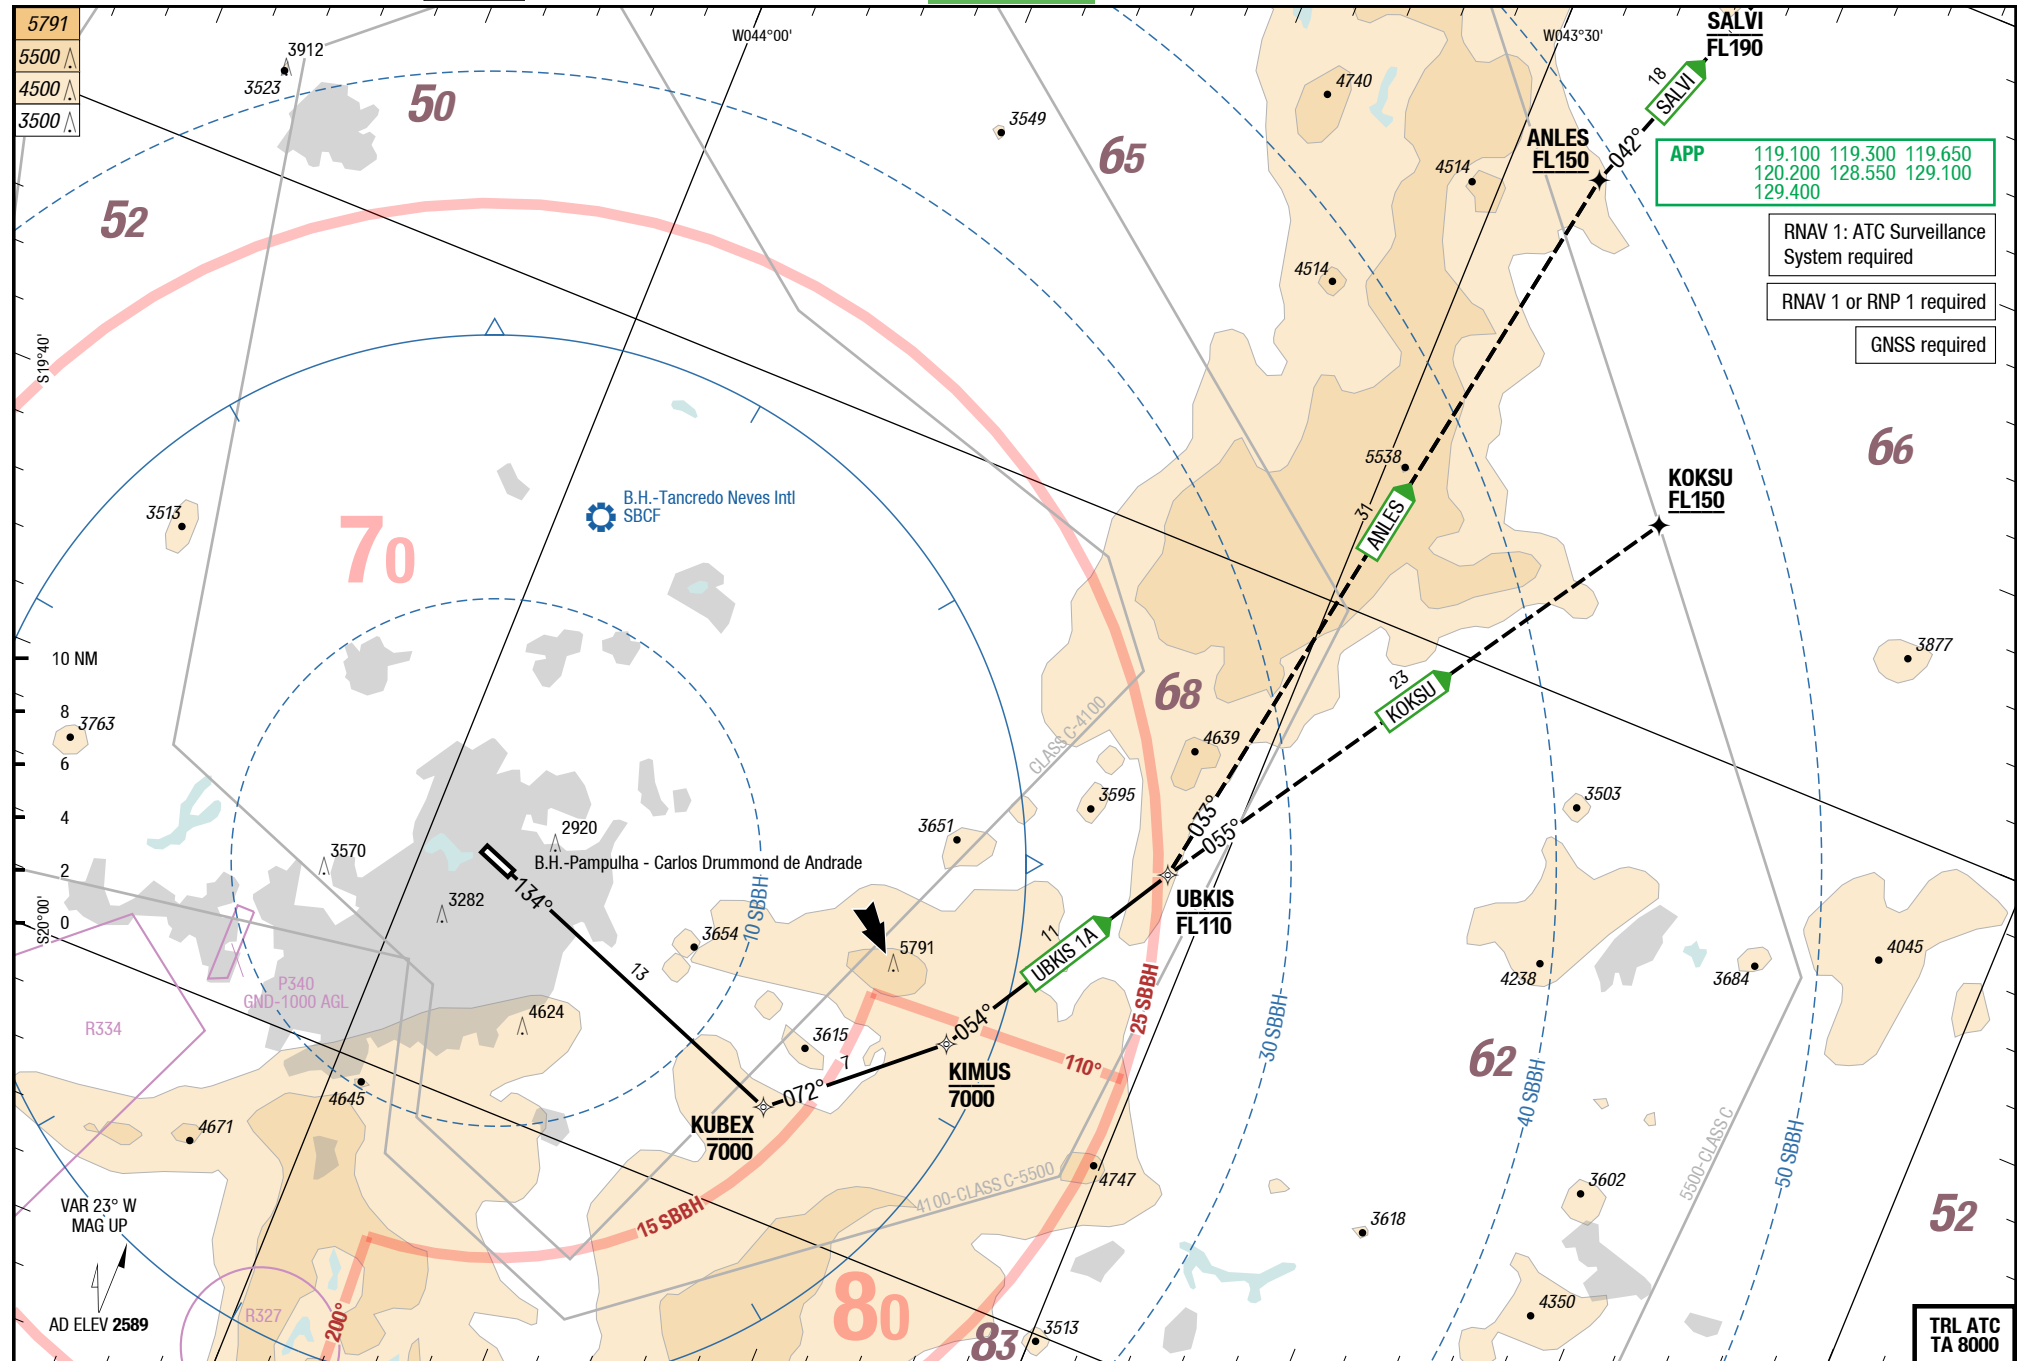 5791
5500
4500
3500
3912
3523
50
W044°00'
W043°30'
SALVI
FL190
18
SALVI
4740
3549
65
ANLES
FL150
042°
4514
52
APP 119.100 119.300 119.650
120.200 128.550 129.100
129.400
RNAV 1: ATC Surveillance
System required
4514
RNAV 1 or RNP 1 required
GNSS required
S19°40'
66
5538
KOKSU
FL150
B.H.-Tancredo Neves Intl
SBCF
3513
31
ANLES
70
10 NM
8
6
4
2
0
3877
68
23
KOKSU
CLASS C-4100
3763
4639
3595
3503
033°
055°
3651
2920
3570
B.H.-Pampulha - Carlos Drummond de Andrade
134°
3282
10 SBBH
UBKIS
FL110
S20°00'
3654
5791
11
UBKIS 1A
13
4238
3684
4045
P340
GND-1000 AGL
R334
4624
25 SBBH
30 SBBH
054°
3615
7
110°
62
KIMUS
7000
072°
KUBEX
7000
4645
4671
40 SBBH
50 SBBH
5500-CLASS C
4100-CLASS C-5500
4747
3602
VAR 23° W
MAG UP
15 SBBH
3618
52
AD ELEV 2589
R327
200°
80
83
3513
4350
TRL ATC
TA 8000